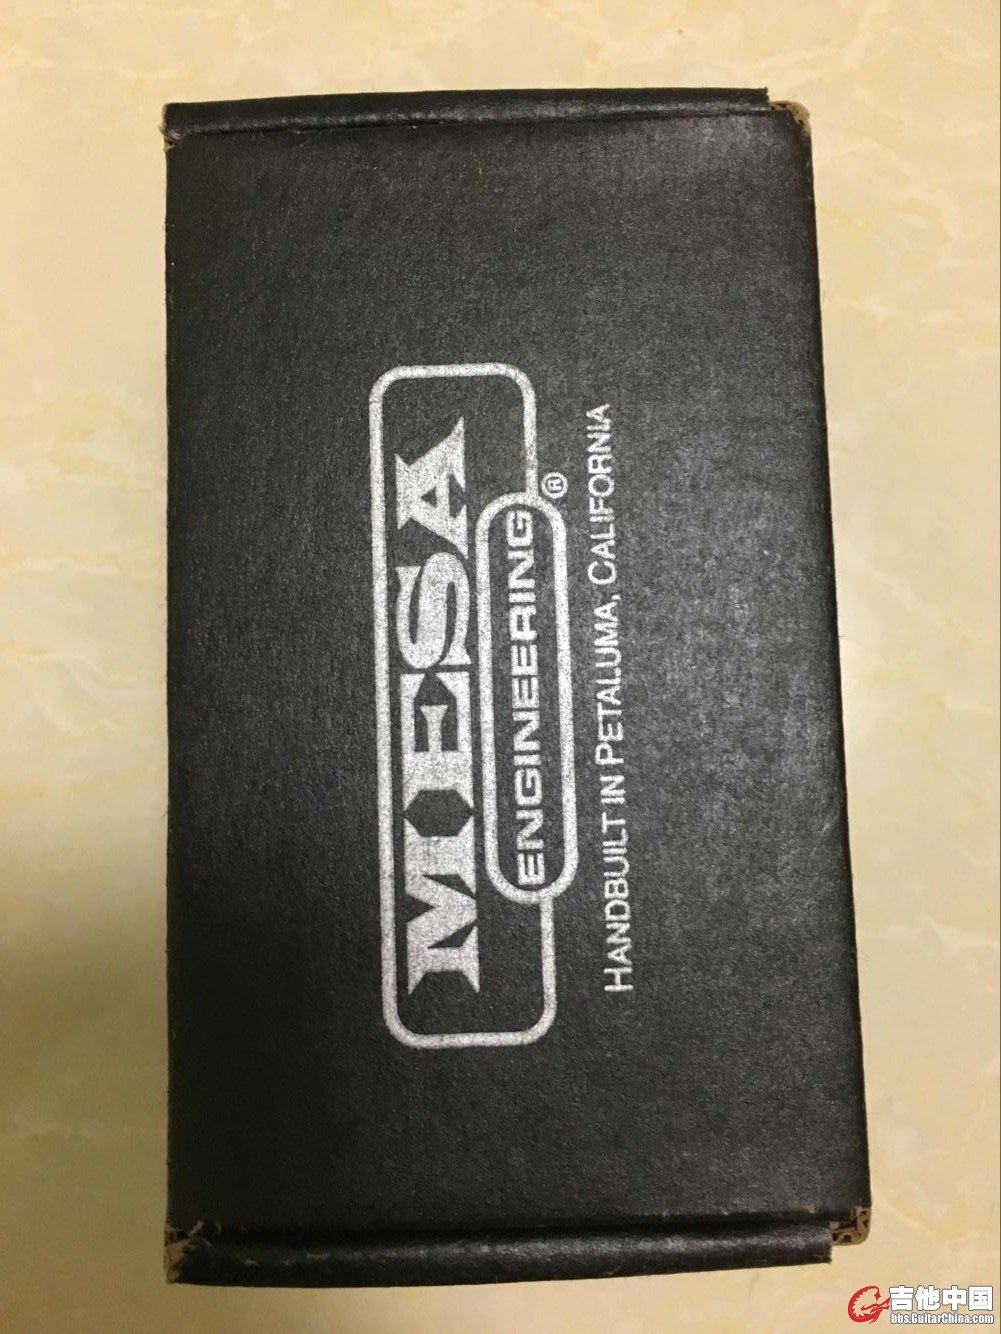 MESA
ENGINEERING®
HANDBUILT IN PETALUMA, CALIFORNIA
吉他中国
bbs.GuitarChina.com